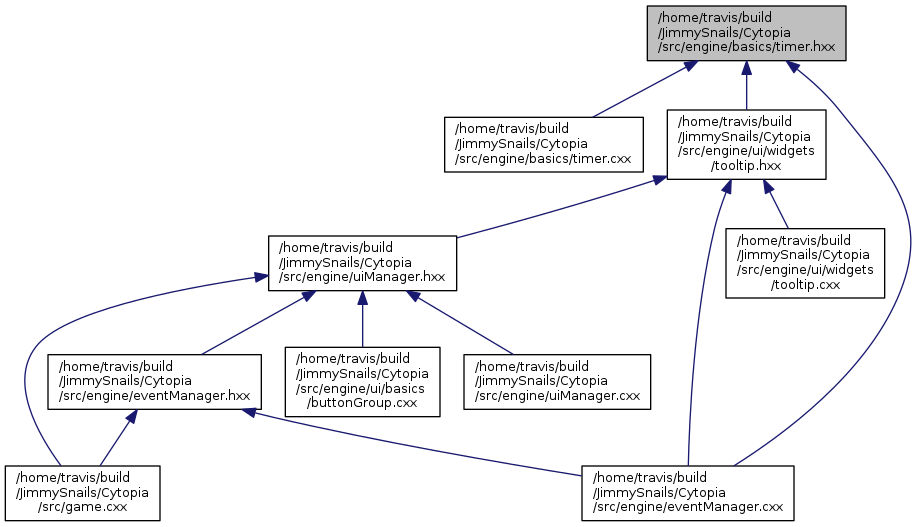 /home/travis/build
/JimmySnails/Cytopia
/src/engine/basics/timer.hxx
/home/travis/build
/JimmySnails/Cytopia
/src/engine/basics/timer.cxx
/home/travis/build
/JimmySnails/Cytopia
/src/engine/ui/widgets
/tooltip.hxx
/home/travis/build
/JimmySnails/Cytopia
/src/engine/uiManager.hxx
/home/travis/build
/JimmySnails/Cytopia
/src/engine/ui/widgets
/tooltip.cxx
/home/travis/build
/JimmySnails/Cytopia
/src/engine/eventManager.hxx
/home/travis/build
/JimmySnails/Cytopia
/src/engine/ui/basics
/buttonGroup.cxx
/home/travis/build
/JimmySnails/Cytopia
/src/engine/uiManager.cxx
/home/travis/build
/JimmySnails/Cytopia
/src/game.cxx
/home/travis/build
/JimmySnails/Cytopia
/src/engine/eventManager.cxx